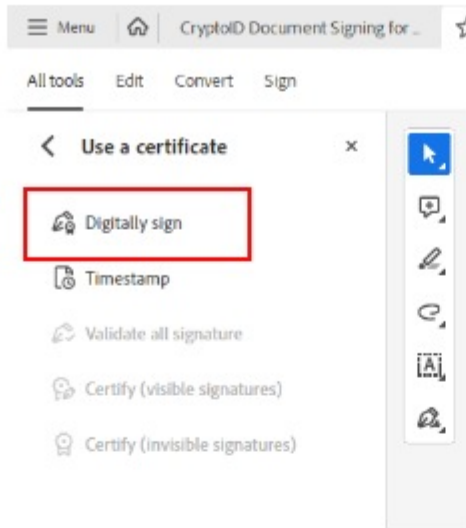 Menu
CryptoID Document Signing for ...
All tools Edit Convert Sign
Use a certificate
Digitally sign
Timestamp
Validate all signature
Certify (visible signatures)
Certify (invisible signatures)